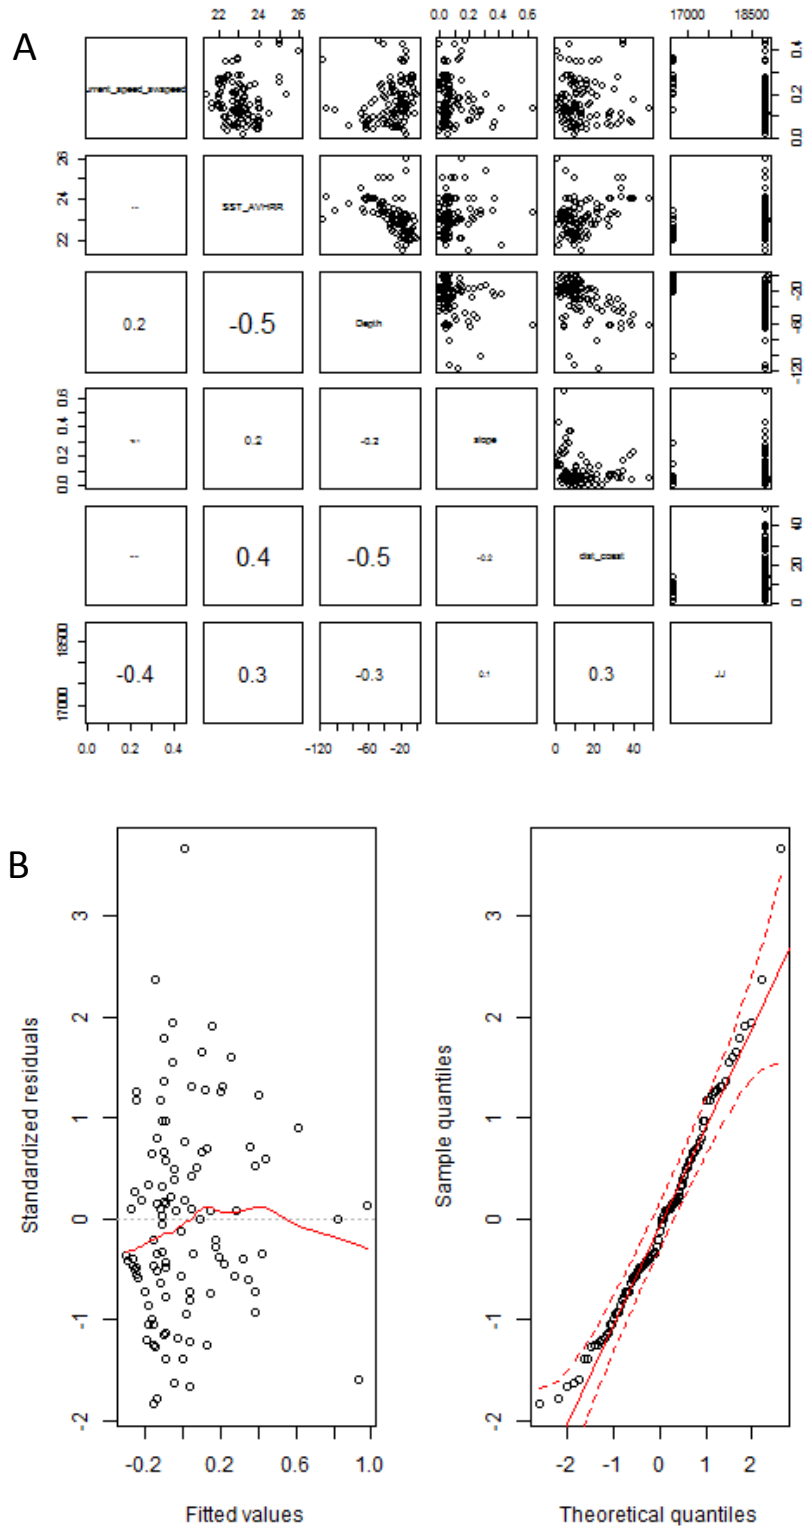 22 24 26 0.0 0.2 0.4 0.6 17000 18500
A
0.0 0.2 0.4
22 24 26
SST_AVHRR
0.2 -0.5 Depth
-120 -60 -20
0.0 0.2 0.4 0.6
0.2 -0.2 slope
0.4 -0.5 -0.2 dist_coast
0 20 40
17000 18500
-0.4 0.3 -0.3 0.1 0.3 JJ
0.0 0.2 0.4 -120 -60 -20 0 20 40
B
Standardized residuals
-2 -1 0 1 2 3
-0.2 0.2 0.6 1.0
Fitted values
Sample quantiles
-2 -1 0 1 2 3
-2 -1 0 1 2
Theoretical quantiles